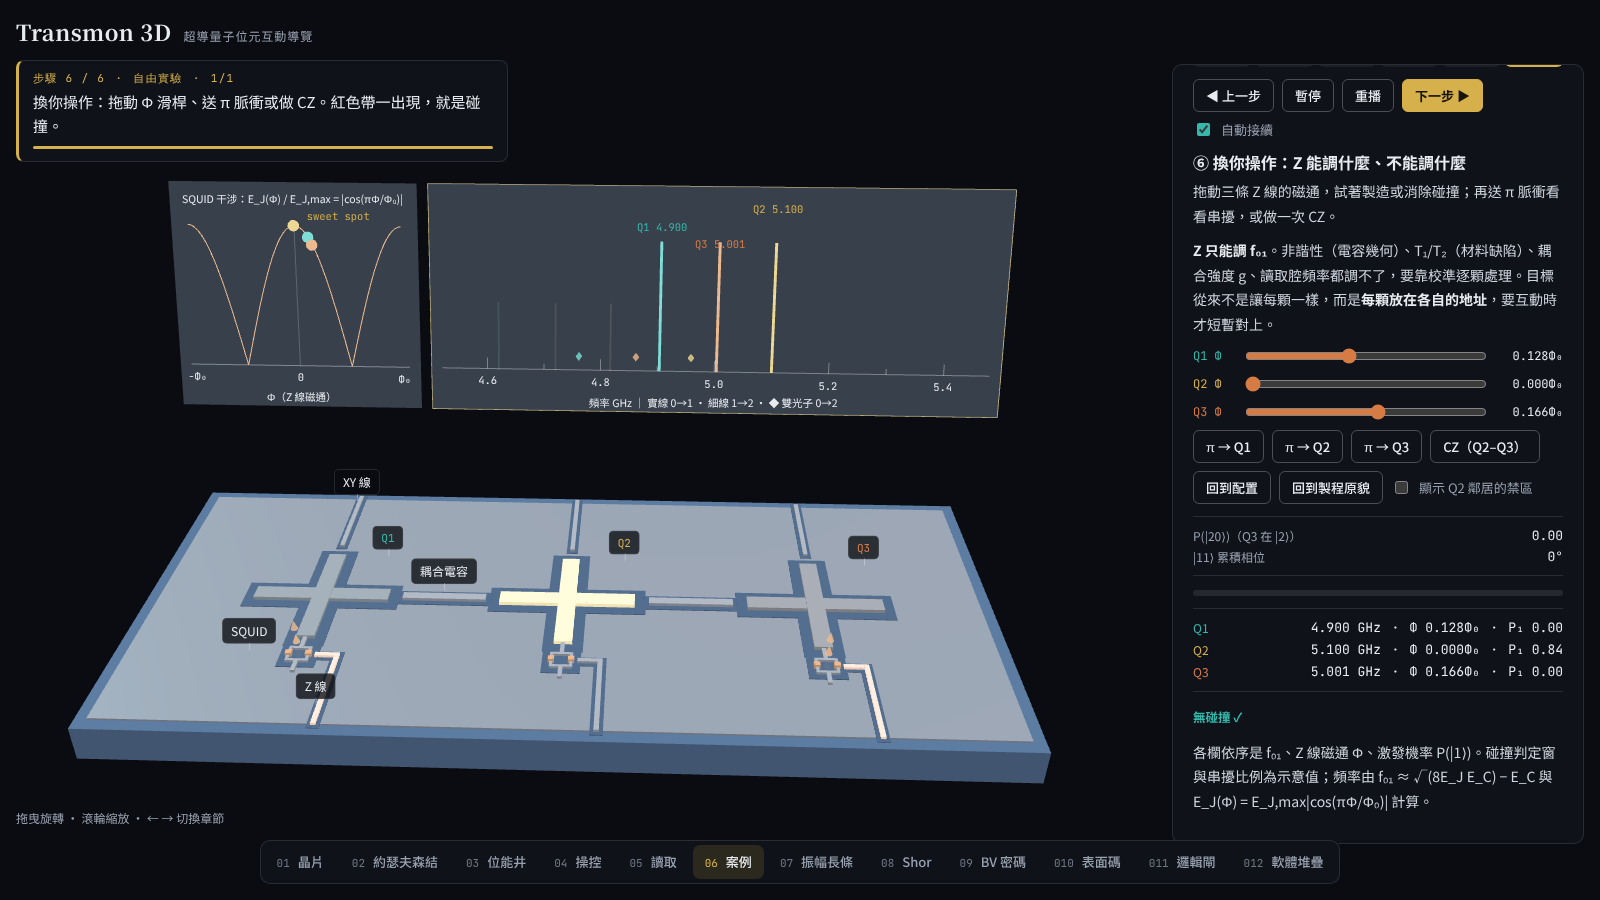 Transmon 3D 超導量子位元互動導覽
步驟 6 / 6 · 自由實驗 · 1/1
換你操作：拖動 Φ 滑桿、送 π 脈衝或做 CZ。紅色帶一出現，就是碰
撞。
SQUID 干涉：E_J(Φ) / E_J,max = |cos(πΦ/Φ₀)|
sweet spot
-Φ₀
0
Φ₀
Φ（Z 線磁通）
Q2 5.100
Q1 4.900
Q3 5.001
4.6
4.8
5.0
5.2
5.4
頻率 GHz｜實線 0→1・細線 1→2・◆ 雙光子 0→2
XY 線
Q1
Q2
Q3
耦合電容
SQUID
Z 線
拖曳旋轉 · 滾輪縮放 · ←→ 切換章節
◀ 上一步
暫停
重播
下一步 ▶
自動接續
⑥ 換你操作：Z 能調什麼、不能調什麼
拖動三條 Z 線的磁通，試著製造或消除碰撞；再送 π 脈衝看
看串擾，或做一次 CZ。
Z 只能調 f₀₁。非諧性（電容幾何）、T₁/T₂（材料缺陷）、耦
合強度 g、讀取腔頻率都調不了，要靠校準逐顆處理。目標
從來不是讓每顆一樣，而是每顆放在各自的地址，要互動時
才短暫對上。
Q1 Φ 0.128Φ₀
Q2 Φ 0.000Φ₀
Q3 Φ 0.166Φ₀
π → Q1
π → Q2
π → Q3
CZ（Q2–Q3）
回到配置
回到製程原貌
顯示 Q2 鄰居的禁區
P(|20⟩)（Q3 在 |2⟩） 0.00
|11⟩ 累積相位 0°
Q1 4.900 GHz · Φ 0.128Φ₀ · P₁ 0.00
Q2 5.100 GHz · Φ 0.000Φ₀ · P₁ 0.84
Q3 5.001 GHz · Φ 0.166Φ₀ · P₁ 0.00
無碰撞 ✓
各欄依序是 f₀₁、Z 線磁通 Φ、激發機率 P(|1⟩)。碰撞判定窗
與串擾比例為示意值；頻率由 f₀₁ ≈ √(8E_J E_C) − E_C 與
E_J(Φ) = E_J,max|cos(πΦ/Φ₀)| 計算。
01 晶片
02 約瑟夫森結
03 位能井
04 操控
05 讀取
06 案例
07 振幅長條
08 Shor
09 BV 密碼
010 表面碼
011 邏輯閘
012 軟體堆疊